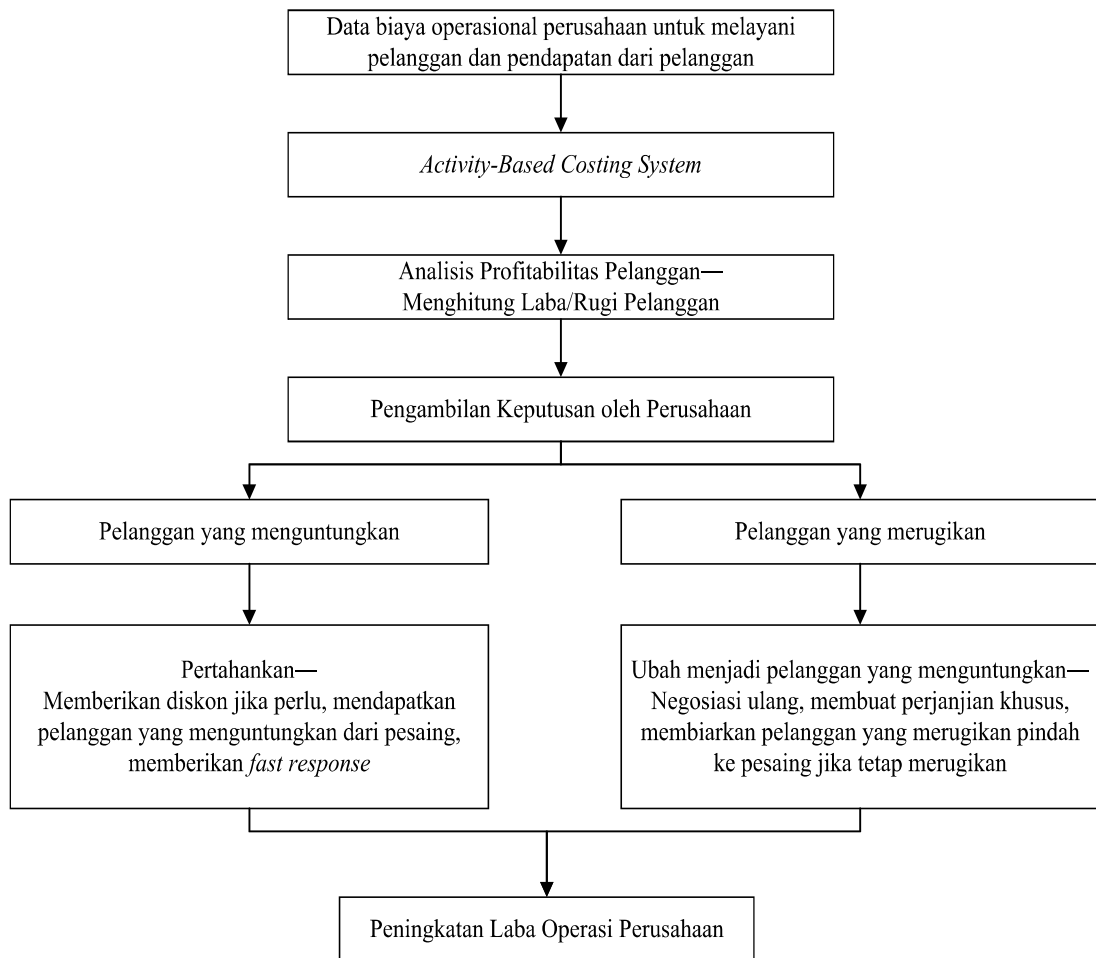 Data biaya operasional perusahaan untuk melayani
pelanggan dan pendapatan dari pelanggan
Activity-Based Costing System
Analisis Profitabilitas Pelanggan—
Menghitung Laba/Rugi Pelanggan
Pengambilan Keputusan oleh Perusahaan
Pelanggan yang menguntungkan
Pelanggan yang merugikan
Pertahankan—
Memberikan diskon jika perlu, mendapatkan
pelanggan yang menguntungkan dari pesaing,
memberikan fast response
Ubah menjadi pelanggan yang menguntungkan—
Negosiasi ulang, membuat perjanjian khusus,
membiarkan pelanggan yang merugikan pindah
ke pesaing jika tetap merugikan
Peningkatan Laba Operasi Perusahaan